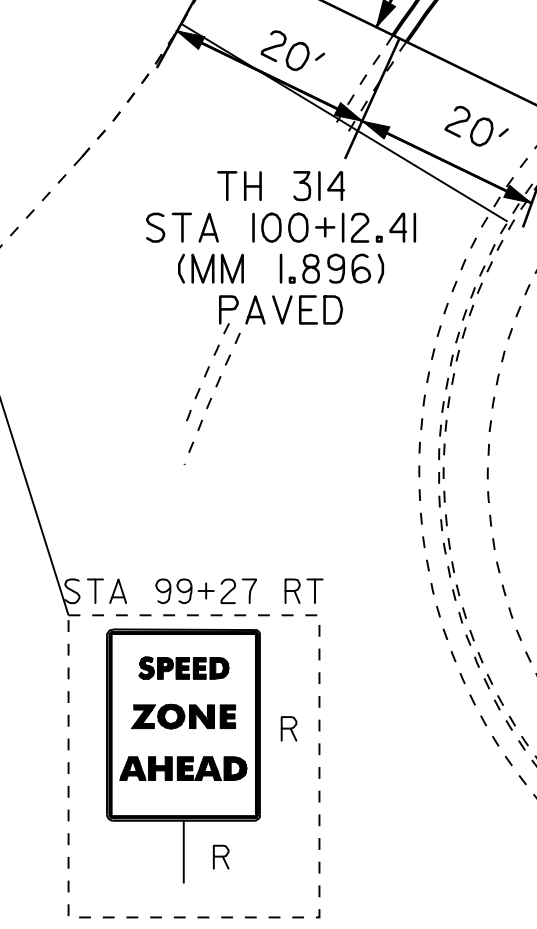 20'
20'
TH 314
STA 100+12.41
(MM 1.896)
PAVED
STA 99+27 RT
SPEED
ZONE
AHEAD
R
R